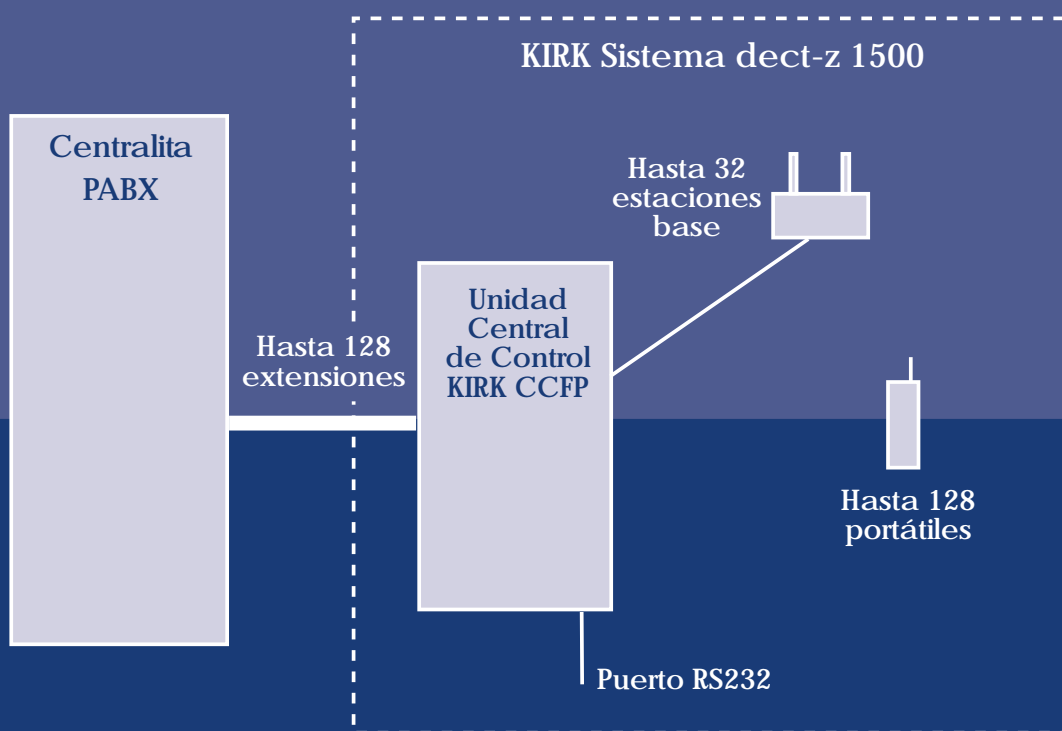 KIRK Sistema dect-z 1500
Centralita
PABX
Hasta 32
estaciones
base
Unidad
Central
de Control
KIRK CCFP
Hasta 128
extensiones
Hasta 128
portátiles
Puerto RS232